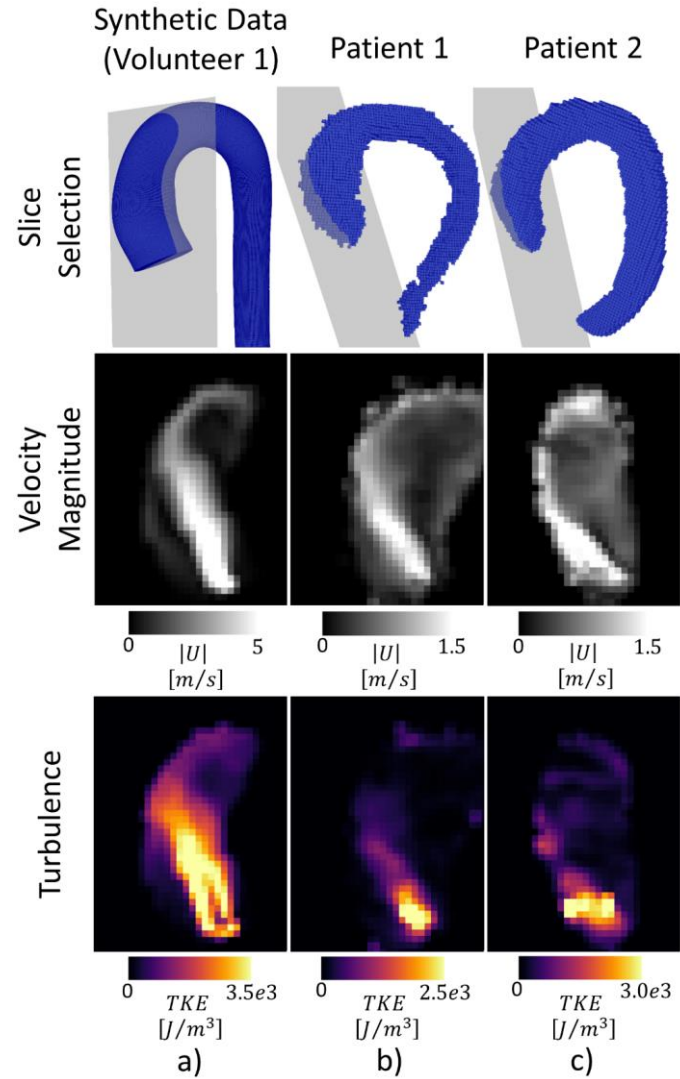 Synthetic Data
(Volunteer 1)
Patient 1
Patient 2
Slice
Selection
Velocity
Magnitude
0 5
|U|
[m/s]
0 1.5
|U|
[m/s]
0 1.5
|U|
[m/s]
Turbulence
0 3.5e3
TKE
[J/m³]
0 2.5e3
TKE
[J/m³]
0 3.0e3
TKE
[J/m³]
a)
b)
c)